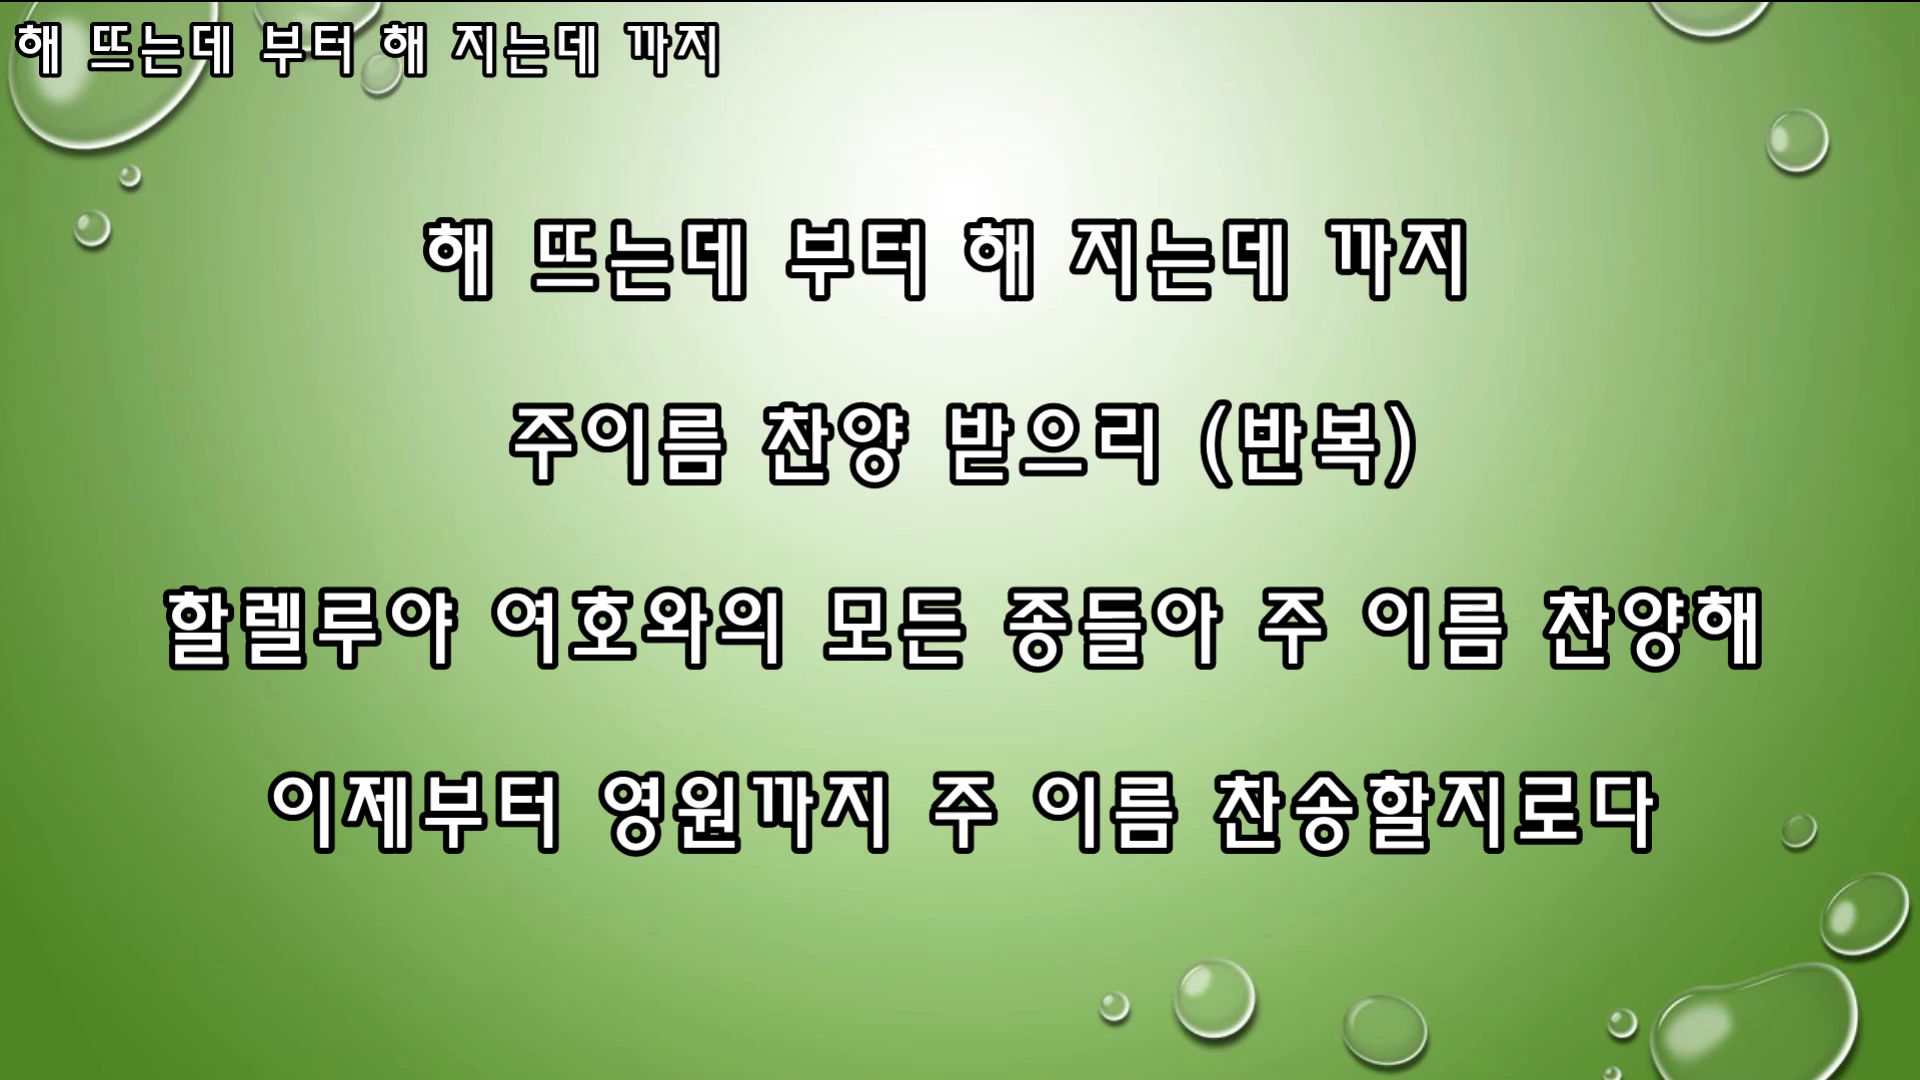 해 뜨는데 부터 해 지는데 까지
해 뜨는데 부터 해 지는데 까지
주이름 찬양 받으리 (반복)
할렐루야 여호와의 모든 종들아 주 이름 찬양해
이제부터 영원까지 주 이름 찬송할지로다